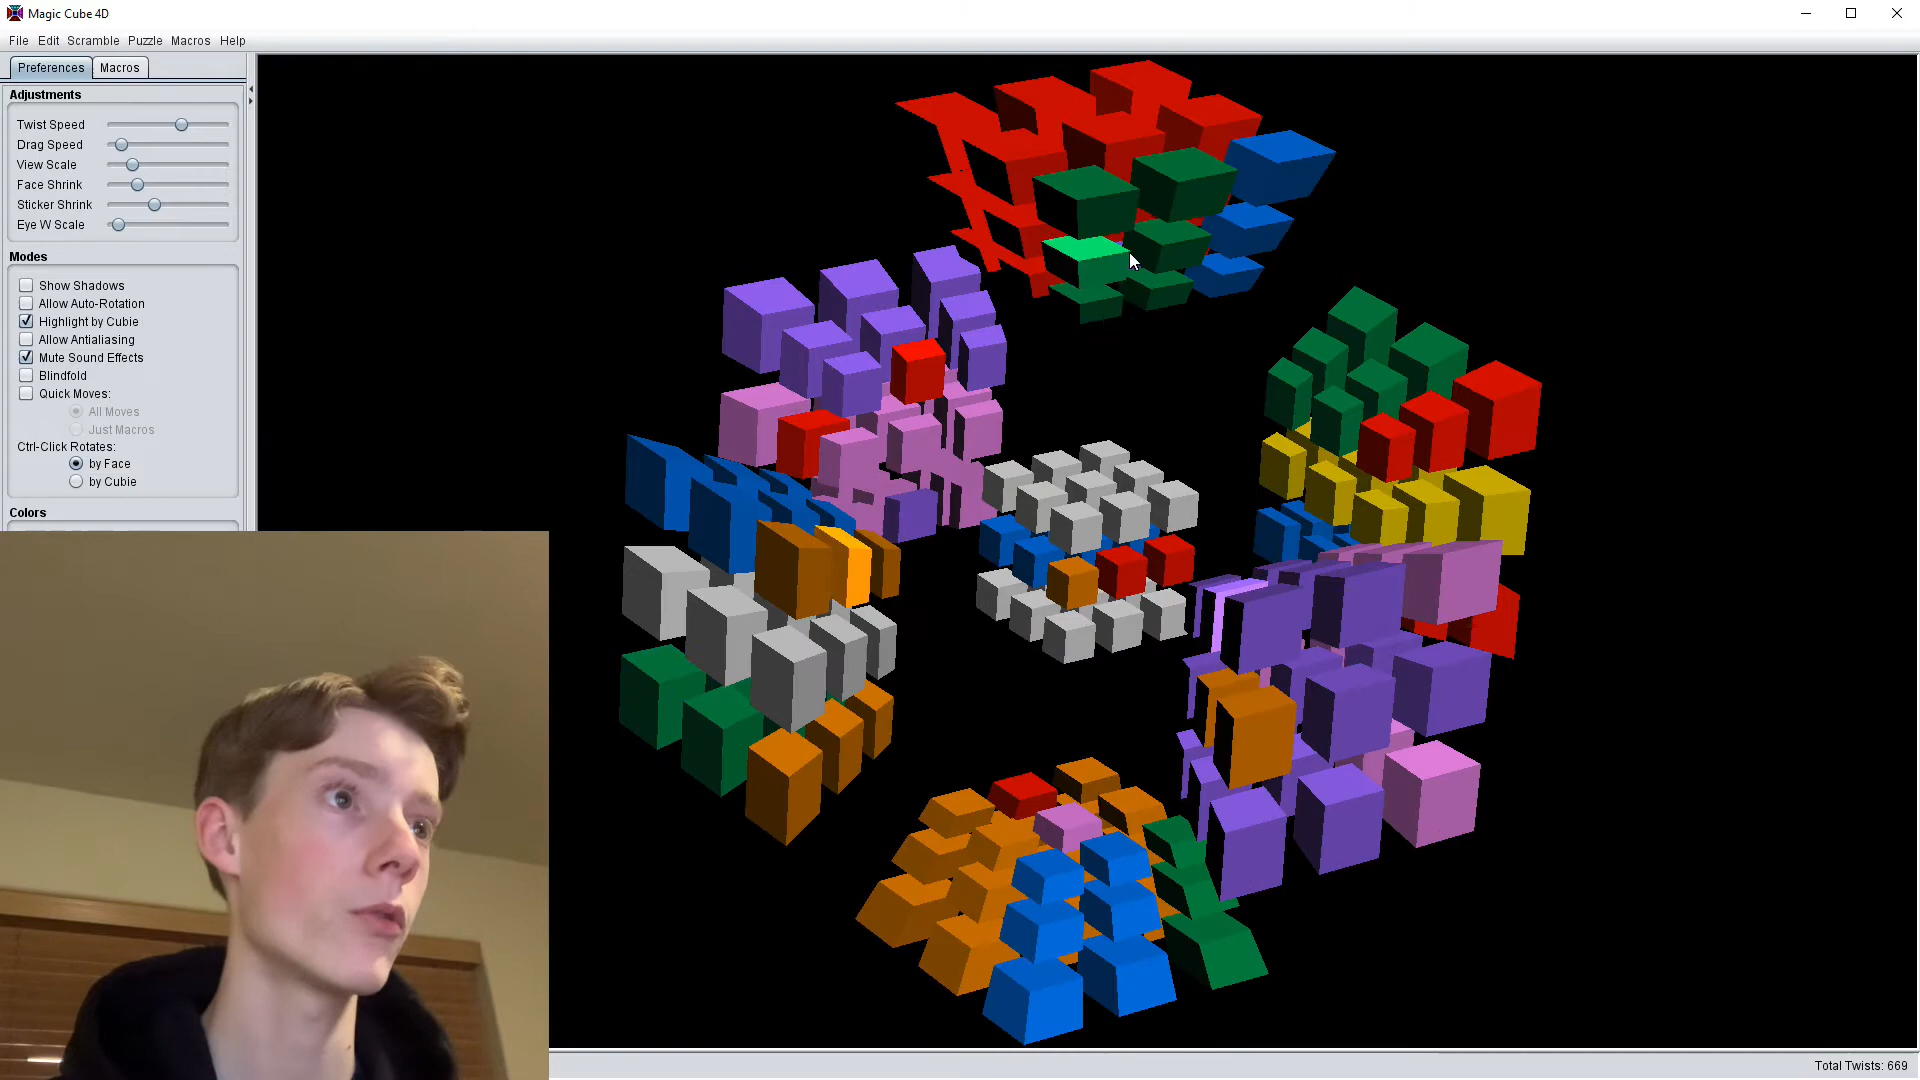 Magic Cube 4D
File Edit Scramble Puzzle Macros Help
Preferences Macros
Adjustments
Twist Speed
Drag Speed
View Scale
Face Shrink
Sticker Shrink
Eye W Scale
Modes
Show Shadows
Allow Auto-Rotation
Highlight by Cubie
Allow Antialiasing
Mute Sound Effects
Blindfold
Quick Moves:
All Moves
Just Macros
Ctrl-Click Rotates:
by Face
by Cubie
Colors
Total Twists: 669